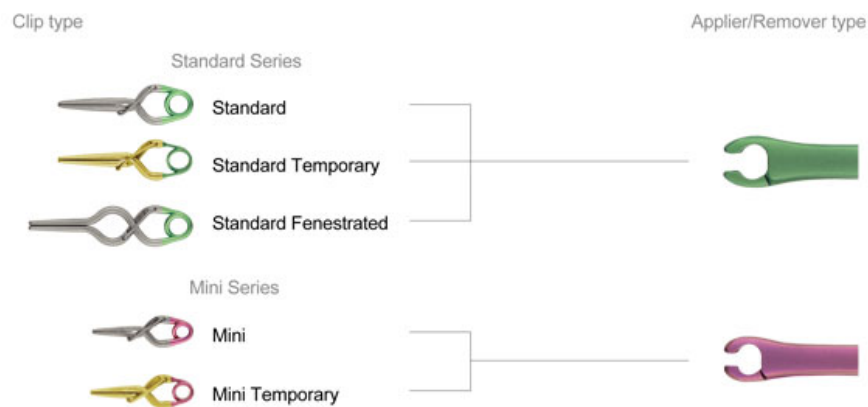 Clip type
Applier/Remover type
Standard Series
Standard
Standard Temporary
Standard Fenestrated
Mini Series
Mini
Mini Temporary